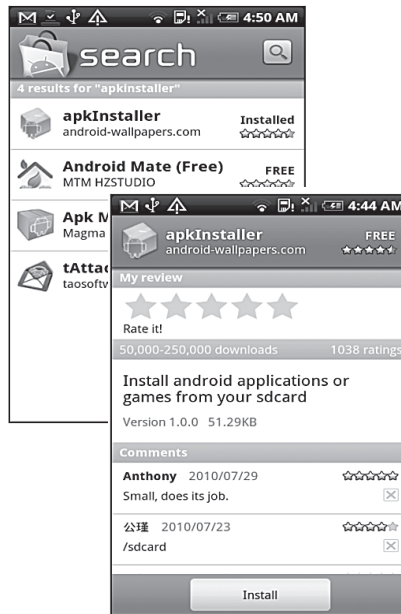 4:50 AM
search
4 results for "apkinstaller"
apkInstaller
Installed
android-wallpapers.com
Android Mate (Free)
FREE
MTM HZSTUDIO
Apk M
Magma
tAttac
taosoftw
4:44 AM
apkInstaller
FREE
android-wallpapers.com
My review
Rate it!
50,000-250,000 downloads 1038 ratings
Install android applications or
games from your sdcard
Version 1.0.0 51.29KB
Comments
Anthony 2010/07/29
Small, does its job.
公瑾 2010/07/23
/sdcard
Install